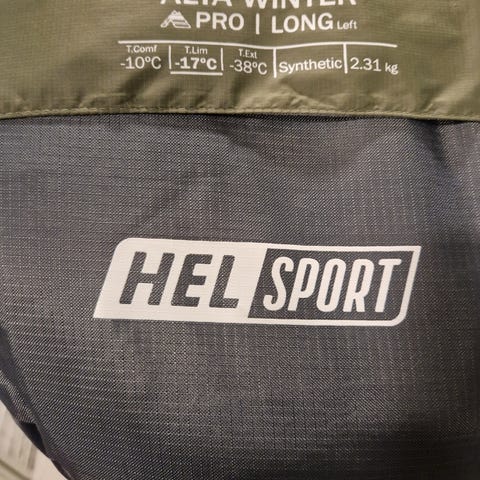 ALTA WINTER
PRO | LONG Left
T.Comf T.Lim T.Ext
-10°C -17°C -38°C Synthetic 2.31 kg
HEL SPORT